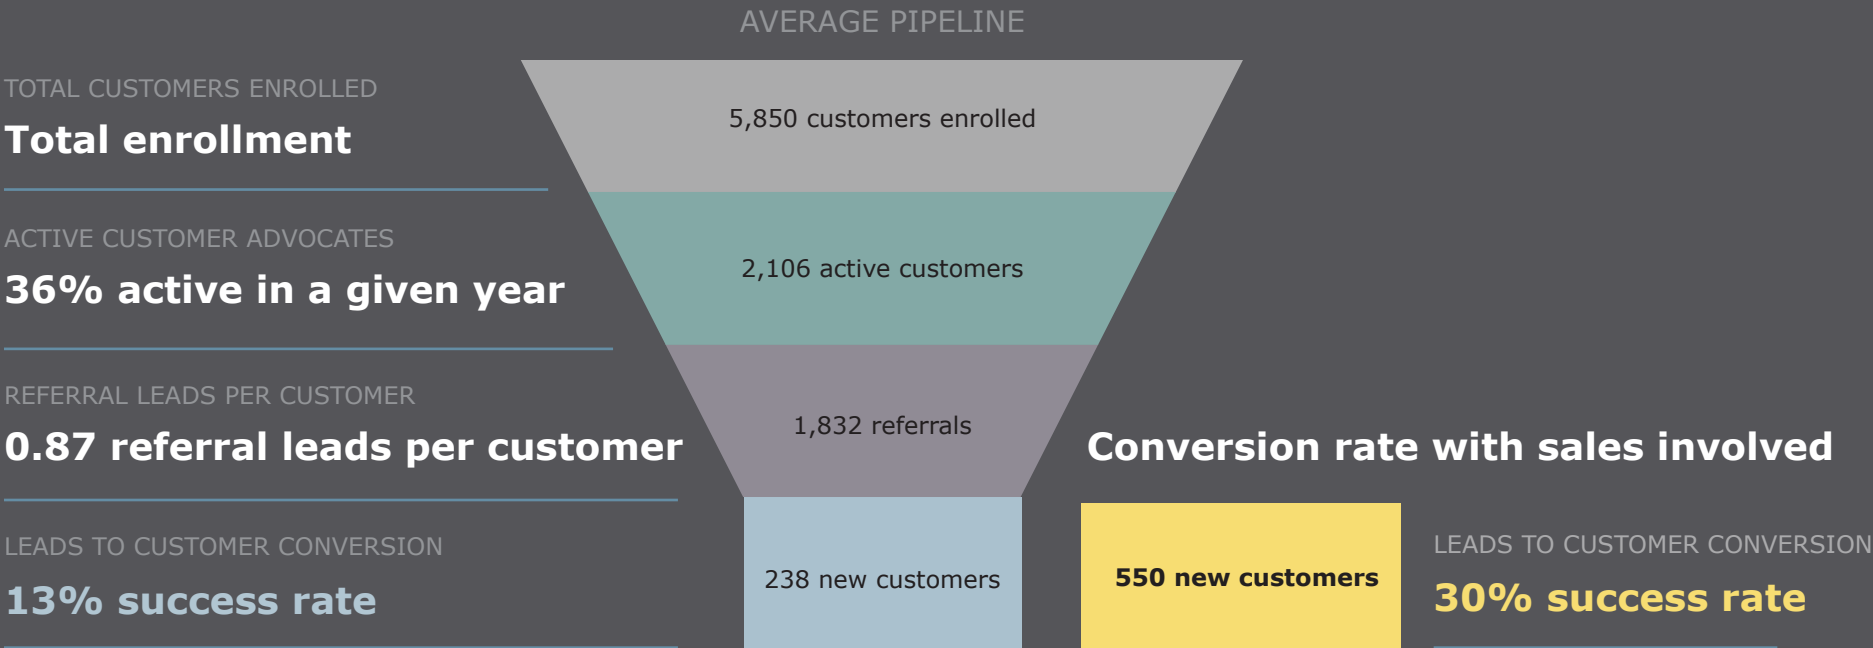 AVERAGE PIPELINE
TOTAL CUSTOMERS ENROLLED
Total enrollment
5,850 customers enrolled
ACTIVE CUSTOMER ADVOCATES
36% active in a given year
2,106 active customers
REFERRAL LEADS PER CUSTOMER
0.87 referral leads per customer
1,832 referrals
Conversion rate with sales involved
LEADS TO CUSTOMER CONVERSION
13% success rate
238 new customers
550 new customers
LEADS TO CUSTOMER CONVERSION
30% success rate